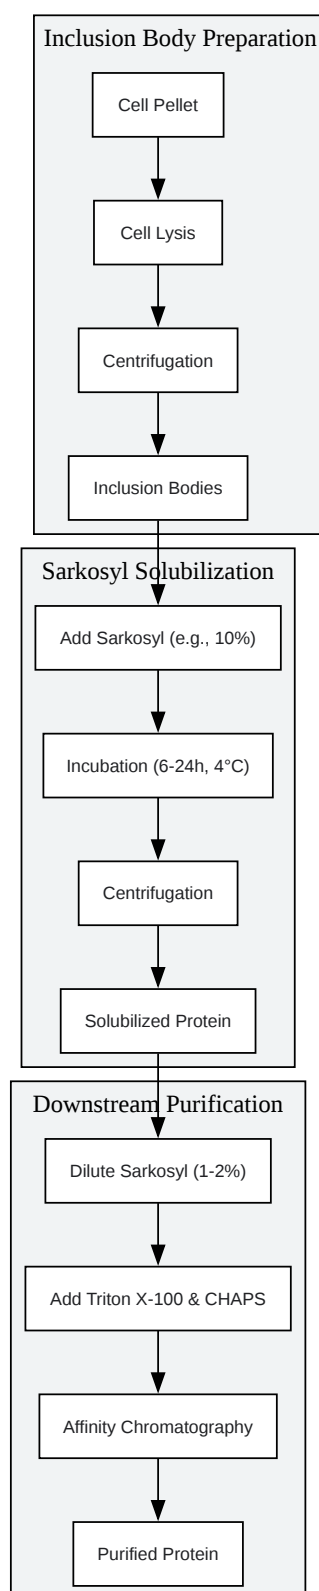 Inclusion Body Preparation
Cell Pellet
Cell Lysis
Centrifugation
Inclusion Bodies
Sarkosyl Solubilization
Add Sarkosyl (e.g., 10%)
Incubation (6-24h, 4°C)
Centrifugation
Solubilized Protein
Downstream Purification
Dilute Sarkosyl (1-2%)
Add Triton X-100 & CHAPS
Affinity Chromatography
Purified Protein